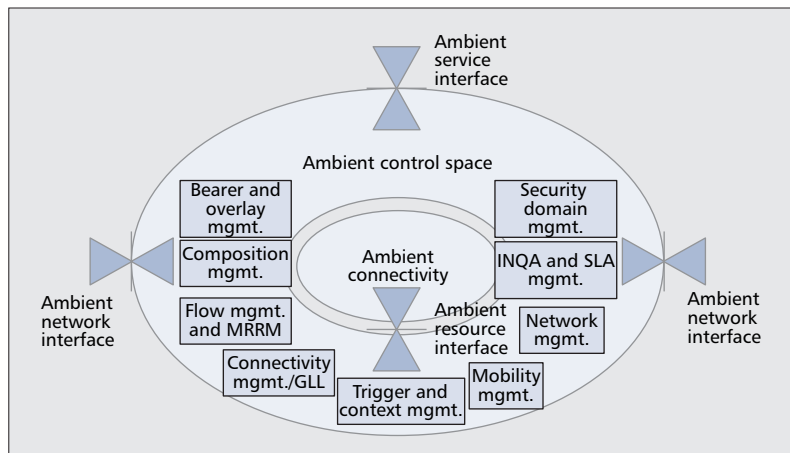 Ambient
service
interface
Ambient control space
Bearer and
overlay
mgmt.
Security
domain
mgmt.
Composition
mgmt.
Ambient
connectivity
INQA and SLA
mgmt.
Ambient
network
interface
Ambient
network
interface
Flow mgmt.
and MRRM
Ambient
resource
interface
Network
mgmt.
Connectivity
mgmt./GLL
Trigger and
context mgmt.
Mobility
mgmt.